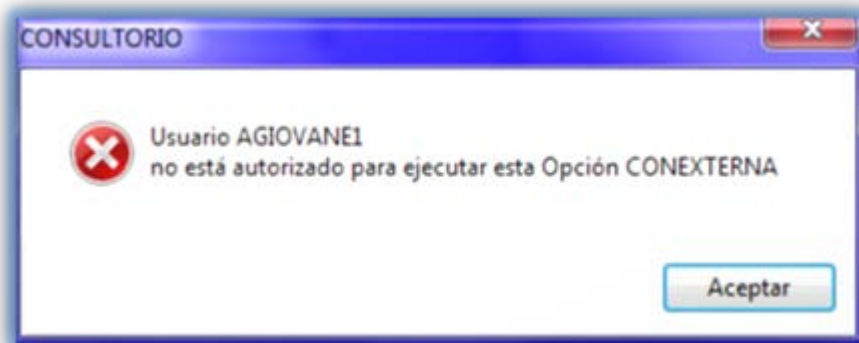 CONSULTORIO
Usuario AGIOVANE1
no está autorizado para ejecutar esta Opción CONEXTERNA
Aceptar